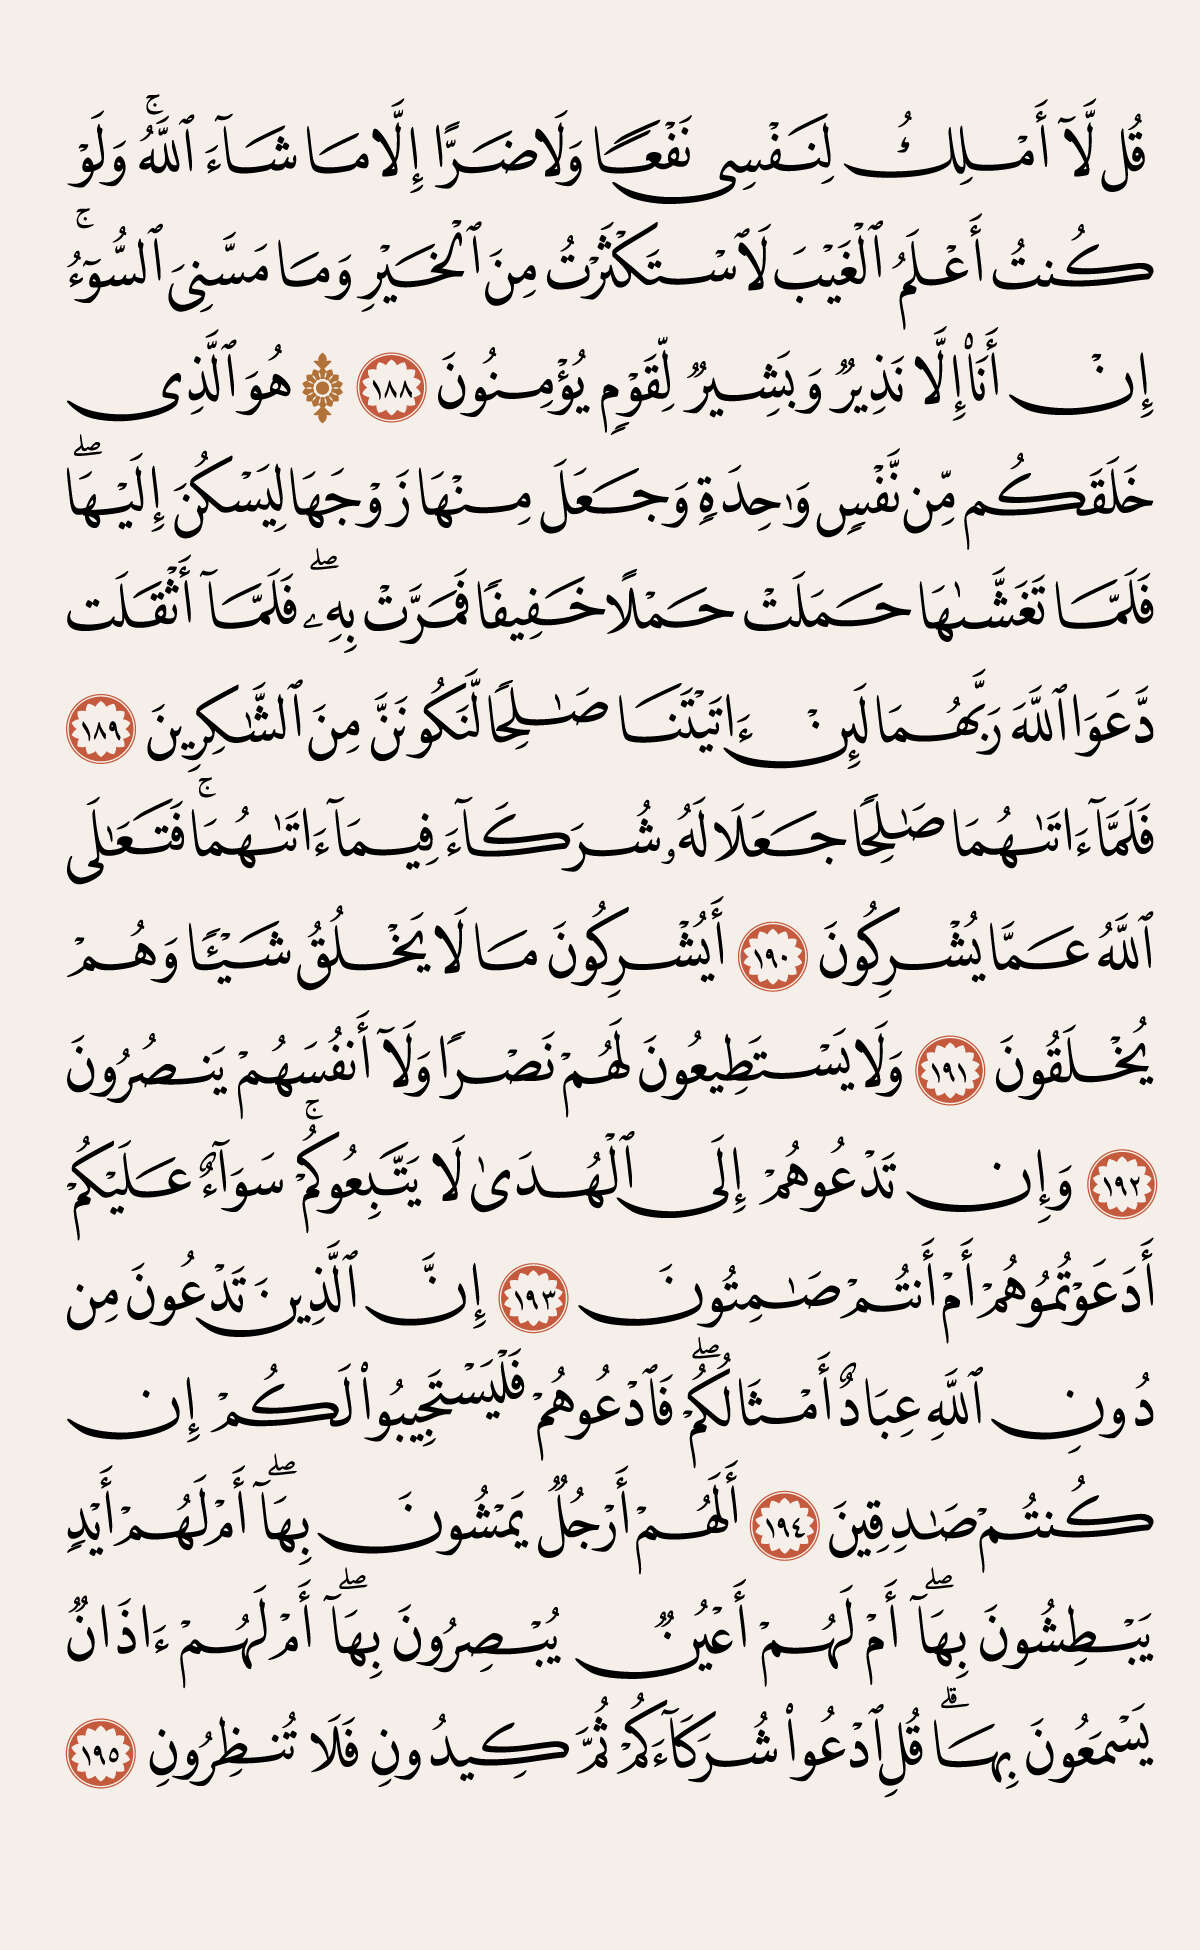 قُل لَّآ أَمْلِكُ لِنَفْسِى نَفْعًا وَلَا ضَرًّا إِلَّا مَا شَآءَ ٱللَّهُ ۚ وَلَوْ
كُنتُ أَعْلَمُ ٱلْغَيْبَ لَٱسْتَكْثَرْتُ مِنَ ٱلْخَيْرِ وَمَا مَسَّنِىَ ٱلسُّوٓءُ ۚ
إِنْ أَنَا۠ إِلَّا نَذِيرٌ وَبَشِيرٌ لِّقَوْمٍ يُؤْمِنُونَ ١٨٨ ۞ هُوَ ٱلَّذِى
خَلَقَكُم مِّن نَّفْسٍ وَٰحِدَةٍ وَجَعَلَ مِنْهَا زَوْجَهَا لِيَسْكُنَ إِلَيْهَا ۖ
فَلَمَّا تَغَشَّىٰهَا حَمَلَتْ حَمْلًا خَفِيفًا فَمَرَّتْ بِهِۦ ۖ فَلَمَّآ أَثْقَلَت
دَّعَوَا ٱللَّهَ رَبَّهُمَا لَئِنْ ءَاتَيْتَنَا صَٰلِحًا لَّنَكُونَنَّ مِنَ ٱلشَّٰكِرِينَ ١٨٩
فَلَمَّآ ءَاتَىٰهُمَا صَٰلِحًا جَعَلَا لَهُۥ شُرَكَآءَ فِيمَآ ءَاتَىٰهُمَا ۚ فَتَعَٰلَى
ٱللَّهُ عَمَّا يُشْرِكُونَ ١٩٠ أَيُشْرِكُونَ مَا لَا يَخْلُقُ شَيْـًٔا وَهُمْ
يُخْلَقُونَ ١٩١ وَلَا يَسْتَطِيعُونَ لَهُمْ نَصْرًا وَلَآ أَنفُسَهُمْ يَنصُرُونَ
١٩٢ وَإِن تَدْعُوهُمْ إِلَى ٱلْهُدَىٰ لَا يَتَّبِعُوكُمْ ۚ سَوَآءٌ عَلَيْكُمْ
أَدَعَوْتُمُوهُمْ أَمْ أَنتُمْ صَٰمِتُونَ ١٩٣ إِنَّ ٱلَّذِينَ تَدْعُونَ مِن
دُونِ ٱللَّهِ عِبَادٌ أَمْثَالُكُمْ ۖ فَٱدْعُوهُمْ فَلْيَسْتَجِيبُوا۟ لَكُمْ إِن
كُنتُمْ صَٰدِقِينَ ١٩٤ أَلَهُمْ أَرْجُلٌ يَمْشُونَ بِهَآ ۖ أَمْ لَهُمْ أَيْدٍ
يَبْطِشُونَ بِهَآ ۖ أَمْ لَهُمْ أَعْيُنٌ يُبْصِرُونَ بِهَآ ۖ أَمْ لَهُمْ ءَاذَانٌ
يَسْمَعُونَ بِهَا ۗ قُلِ ٱدْعُوا۟ شُرَكَآءَكُمْ ثُمَّ كِيدُونِ فَلَا تُنظِرُونِ ١٩٥